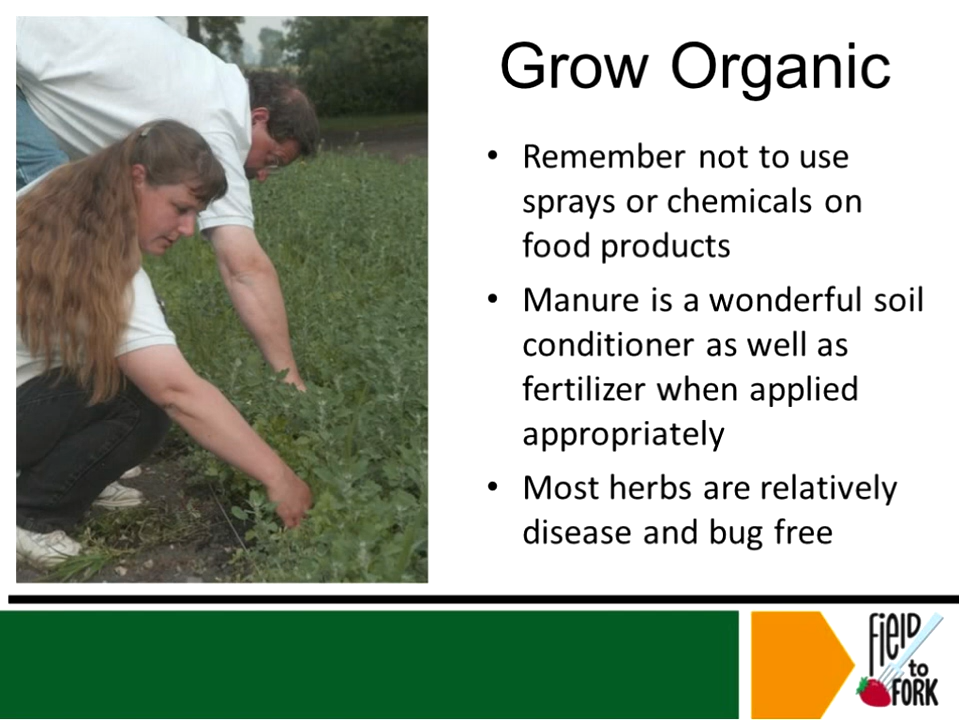 Grow Organic
• Remember not to use
sprays or chemicals on
food products
• Manure is a wonderful soil
conditioner as well as
fertilizer when applied
appropriately
• Most herbs are relatively
disease and bug free
FiElD
to
FORK